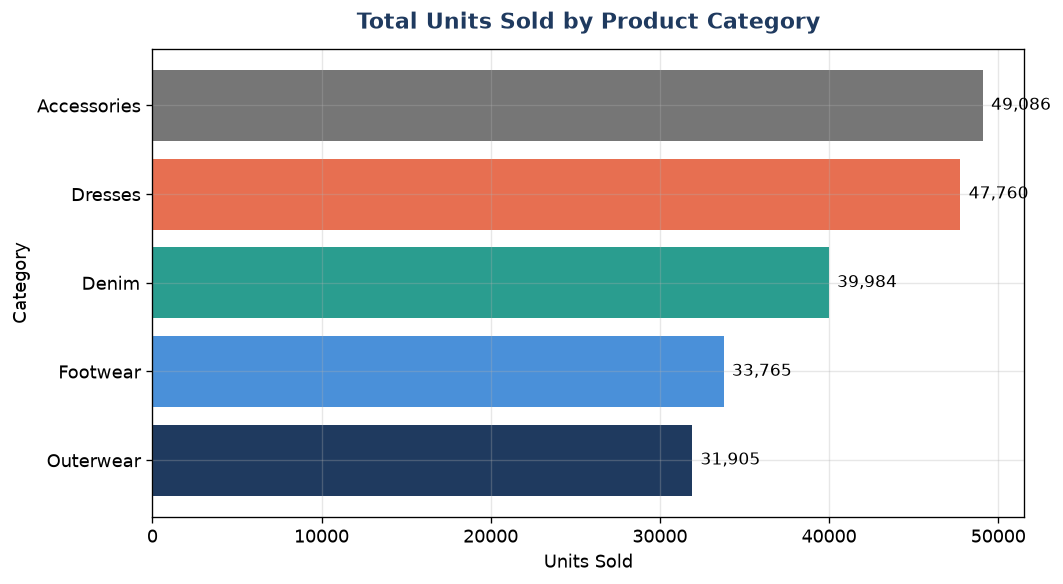 Total Units Sold by Product Category
Category
Accessories 49,086
Dresses 47,760
Denim 39,984
Footwear 33,765
Outerwear 31,905
0 10000 20000 30000 40000 50000
Units Sold